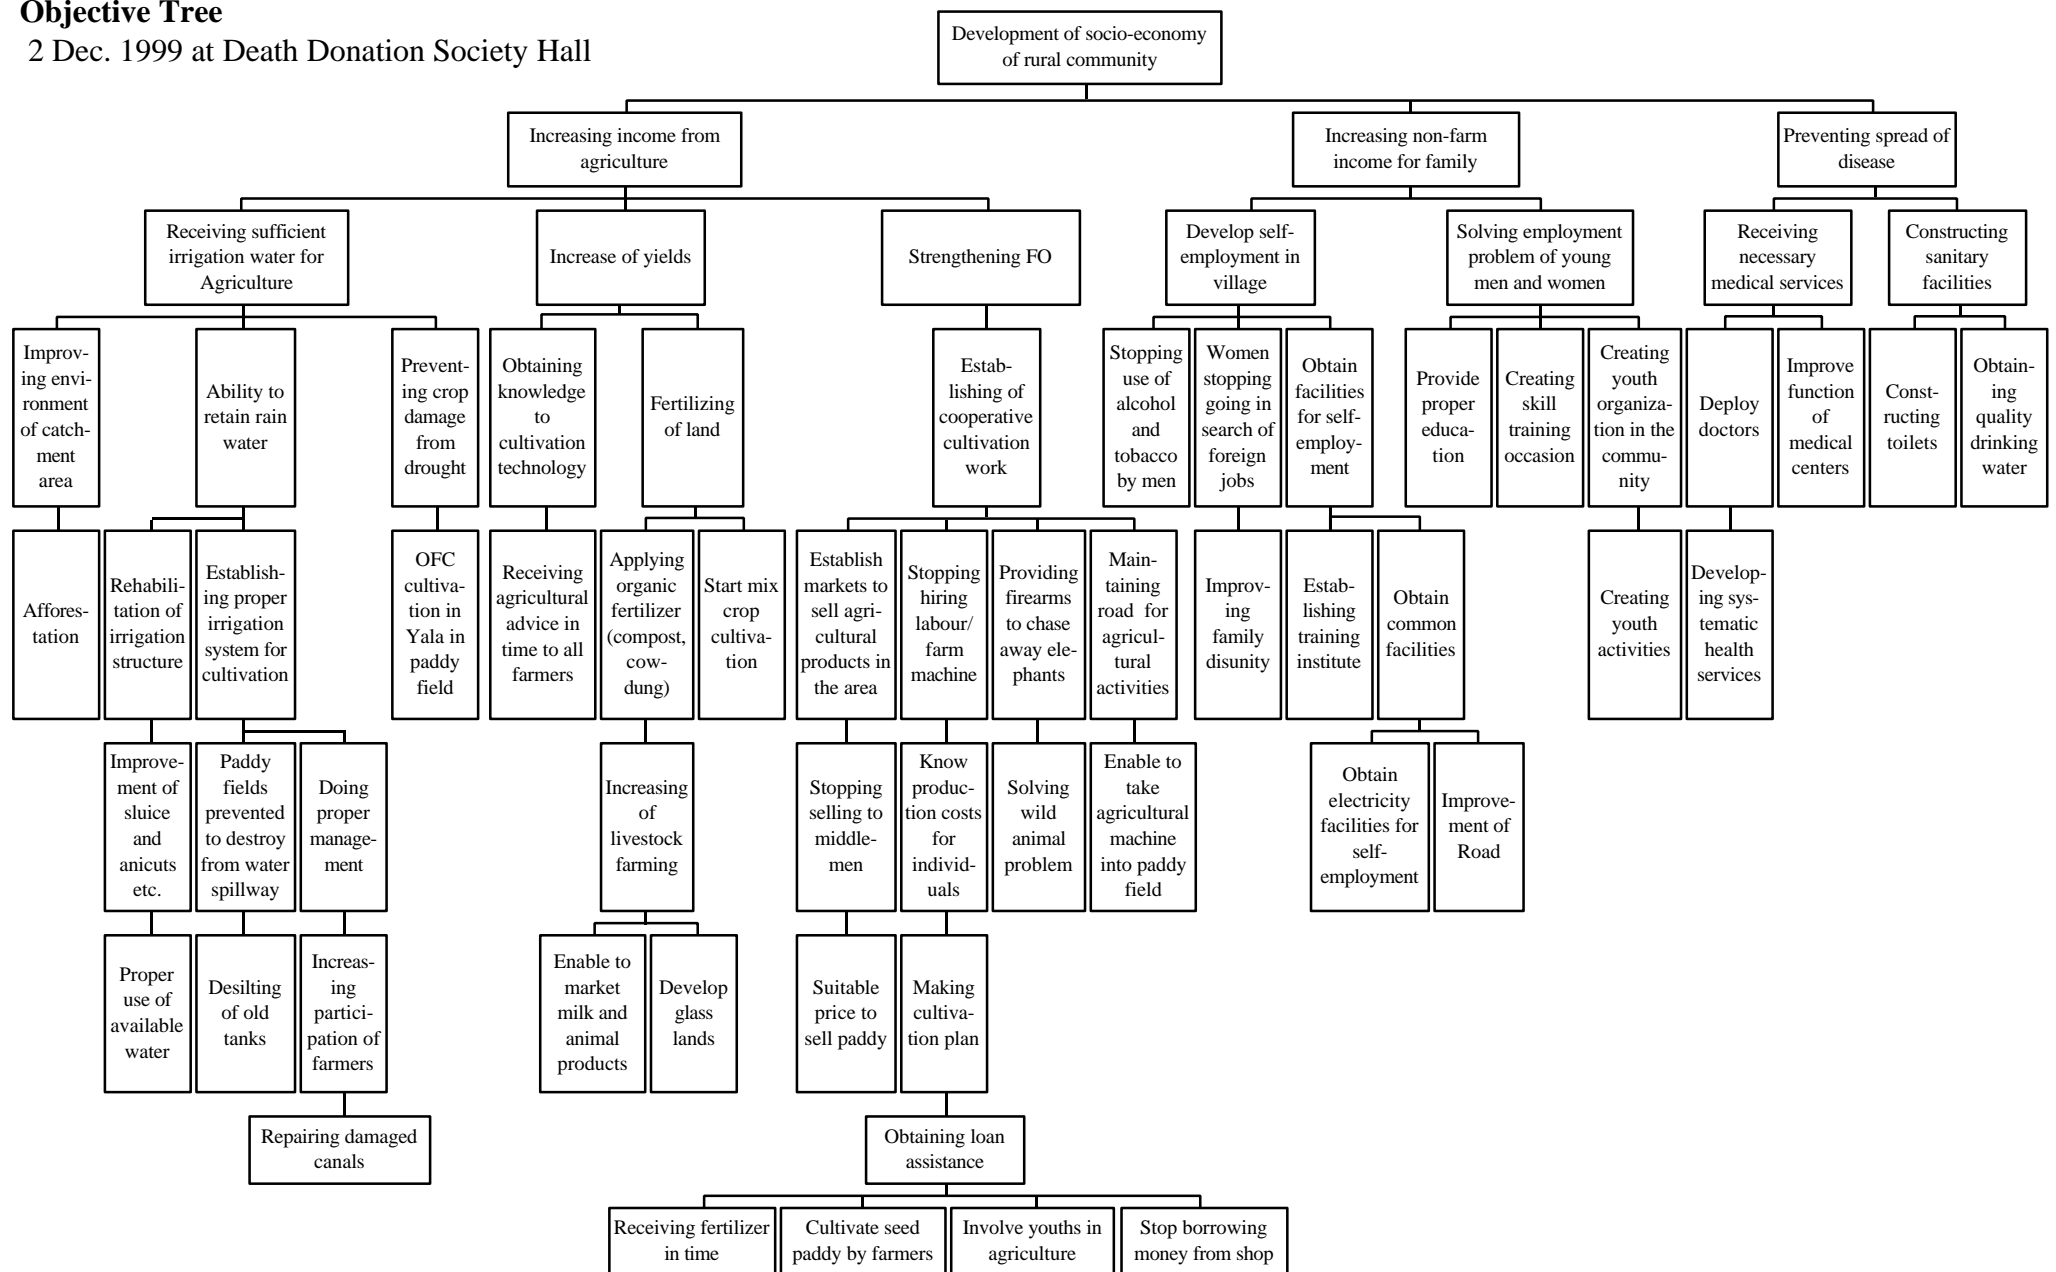 Objective Tree
2 Dec. 1999 at Death Donation Society Hall
Development of socio-economy
of rural community
Increasing income from
agriculture
Increasing non-farm
income for family
Preventing spread of
disease
Receiving sufficient
irrigation water for
Agriculture
Increase of yields
Strengthening FO
Develop self-
employment in
village
Solving employment
problem of young
men and women
Receiving
necessary
medical services
Constructing
sanitary
facilities
Improv-
ing envi-
ronment
of catch-
ment
area
Ability to
retain rain
water
Prevent-
ing crop
damage
from
drought
Obtaining
knowledge
to
cultivation
technology
Fertilizing
of land
Estab-
lishing of
cooperative
cultivation
work
Stopping
use of
alcohol
and
tobacco
by men
Women
stopping
going in
search of
foreign
jobs
Obtain
facilities
for self-
employ-
ment
Provide
proper
educa-
tion
Creating
skill
training
occasion
Creating
youth
organiza-
tion in the
commu-
nity
Deploy
doctors
Improve
function
of
medical
centers
Const-
ructing
toilets
Obtain-
ing
quality
drinking
water
Affores-
tation
Rehabili-
tation of
irrigation
structure
Establish-
ing proper
irrigation
system for
cultivation
OFC
cultiva-
tion in
Yala in
paddy
field
Receiving
agricultural
advice in
time to all
farmers
Applying
organic
fertilizer
(compost,
cow-
dung)
Start mix
crop
cultiva-
tion
Establish
markets to
sell agri-
cultural
products in
the area
Stopping
hiring
labour/
farm
machine
Providing
firearms
to chase
away ele-
phants
Main-
taining
road for
agricul-
tural
activities
Improv-
ing
family
disunity
Estab-
lishing
training
institute
Obtain
common
facilities
Creating
youth
activities
Develop-
ing sys-
tematic
health
services
Improve-
ment of
sluice
and
anicuts
etc.
Paddy
fields
prevented
to destroy
from water
spillway
Doing
proper
manage-
ment
Increasing
of
livestock
farming
Stopping
selling to
middle-
men
Know
produc-
tion costs
for
individ-
uals
Solving
wild
animal
problem
Enable to
take
agricultural
machine
into paddy
field
Obtain
electricity
facilities for
self-
employment
Improve-
ment of
Road
Proper
use of
available
water
Desilting
of old
tanks
Increas-
ing
partici-
pation of
farmers
Enable to
market
milk and
animal
products
Develop
glass
lands
Suitable
price to
sell paddy
Making
cultiva-
tion plan
Repairing damaged
canals
Obtaining loan
assistance
Receiving fertilizer
in time
Cultivate seed
paddy by farmers
Involve youths in
agriculture
Stop borrowing
money from shop